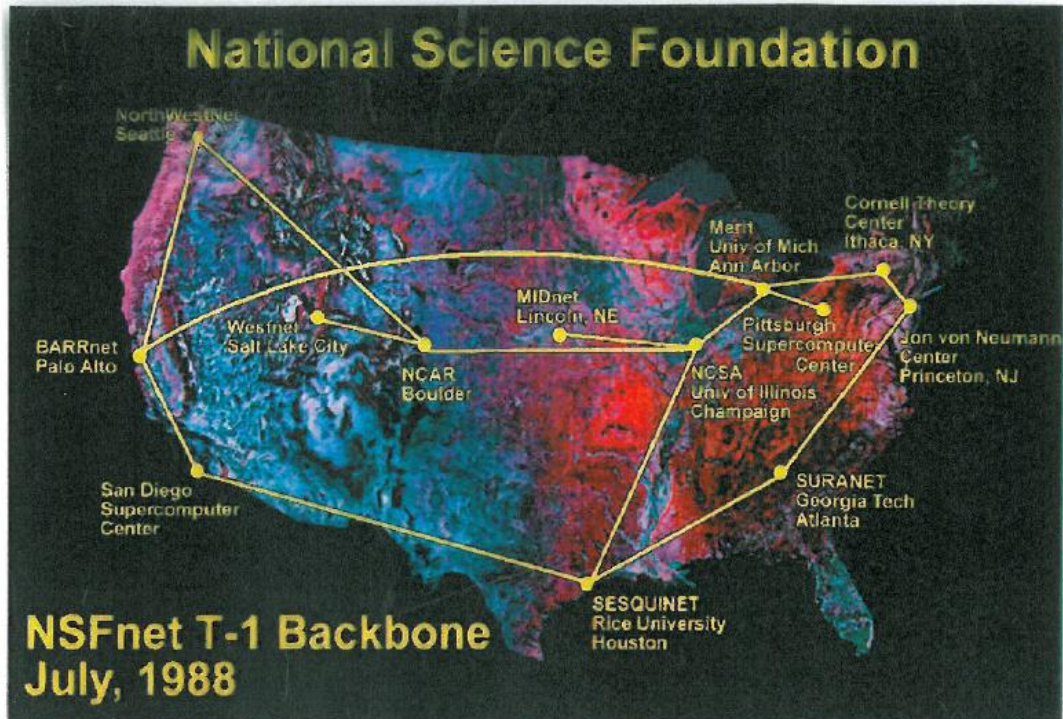 National Science Foundation
NorthWestNet
Seattle
Cornell Theory
Center
Ithaca, NY
Merit
Univ of Mich
Ann Arbor
MIDnet
Lincoln, NE
Westnet
Salt Lake City
BARRnet
Palo Alto
NCAR
Boulder
NCSA
Univ of Illinois
Champaign
Pittsburgh
Supercomputer
Center
Jon von Neumann
Center
Princeton, NJ
San Diego
Supercomputer
Center
SURANET
Georgia Tech
Atlanta
SESQUINET
Rice University
Houston
NSFnet T-1 Backbone
July, 1988